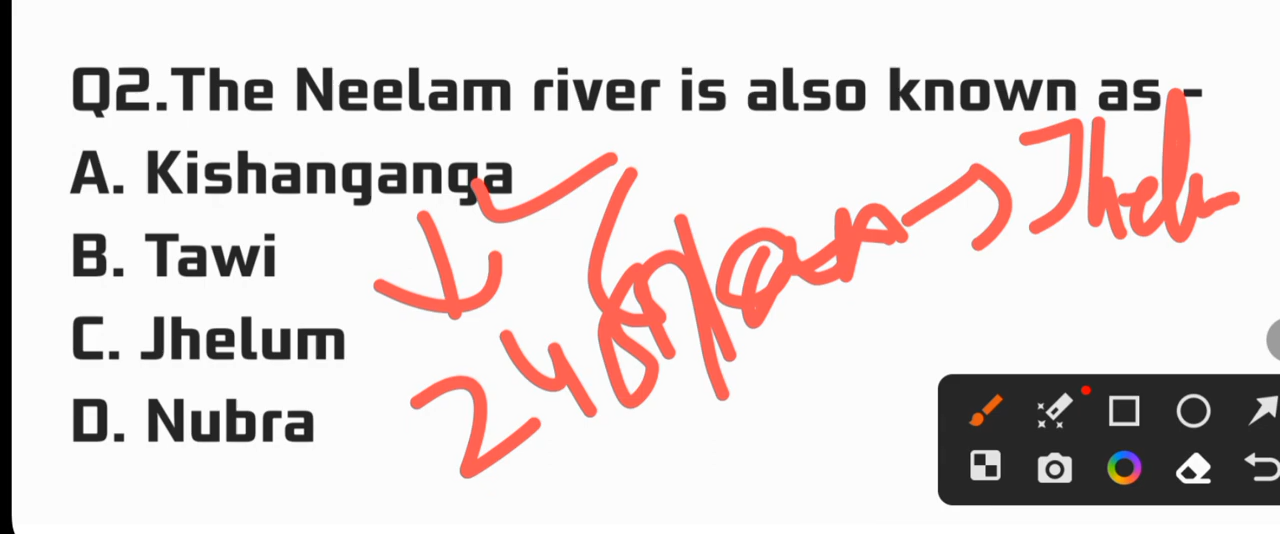 Q2.The Neelam river is also known as -
A. Kishanganga
B. Tawi
C. Jhelum
D. Nubra